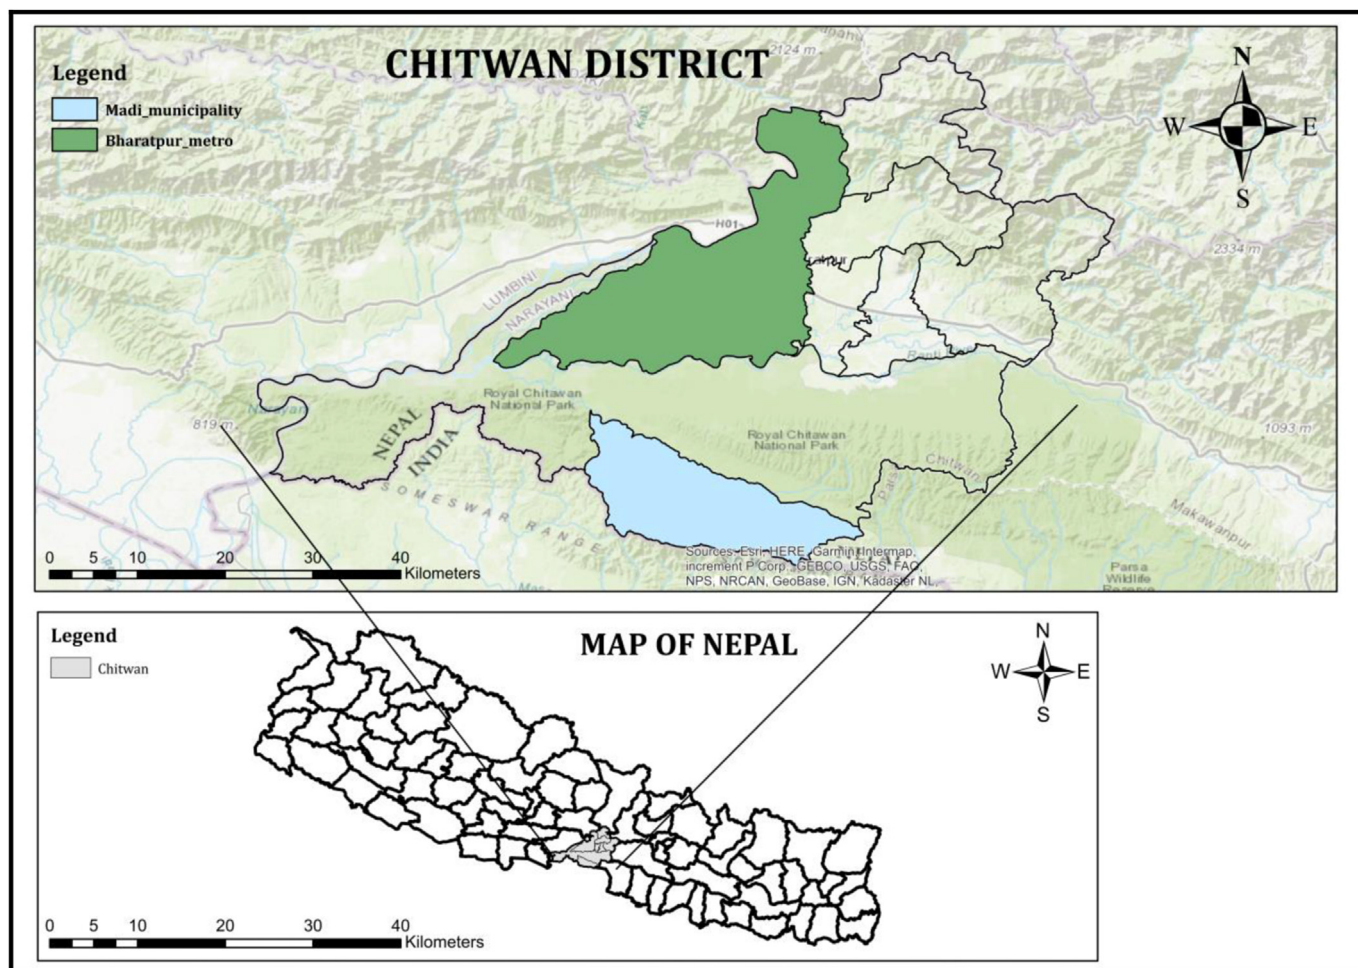 CHITWAN DISTRICT
2124 m
Legend
Madi_municipality
Bharatpur_metro
N
W E
S
Kali
H01
2334 m
LUMBINI
NARAYANI
Royal Chitawan
National Park
Narayani
819 m
NEPAL
INDIA
Royal Chitawan
National Park
1093 m
Chitwan
Parsa
SOMESWAR RANGE
Makawanpur
Parsa
Wildlife
Reserve
0 5 10 20 30 40
Kilometers
Sources: Esri, HERE, Garmin, Intermap,
increment P Corp., GEBCO, USGS, FAO,
NPS, NRCAN, GeoBase, IGN, Kadaster NL,
Legend
Chitwan
MAP OF NEPAL
N
W E
S
0 5 10 20 30 40
Kilometers